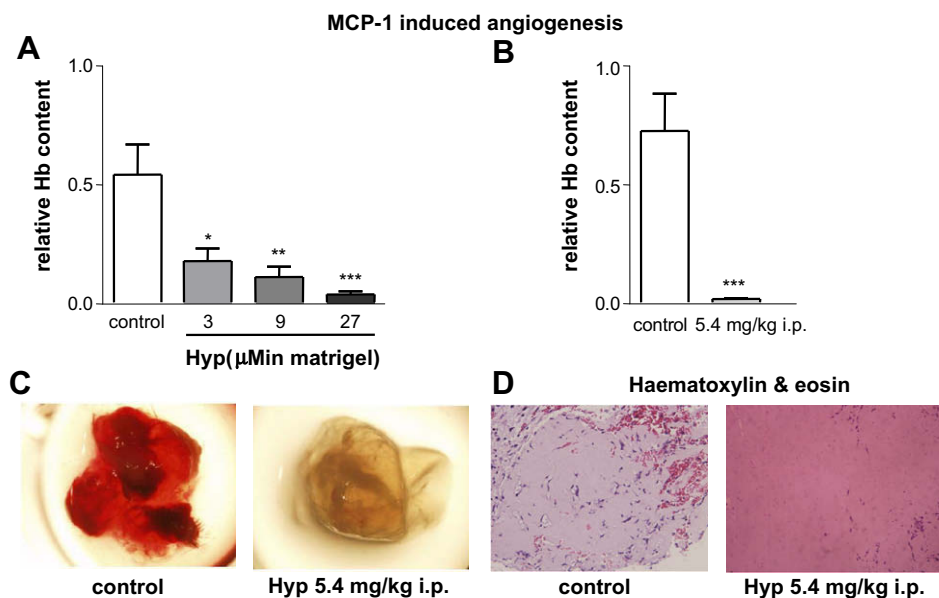 MCP-1 induced angiogenesis
A
relative Hb content
1.0
0.5
0.0
*
**
***
control
3
9
27
Hyp(μMin matrigel)
B
relative Hb content
1.0
0.5
0.0
***
control 5.4 mg/kg i.p.
C
control
Hyp 5.4 mg/kg i.p.
D
Haematoxylin & eosin
control
Hyp 5.4 mg/kg i.p.